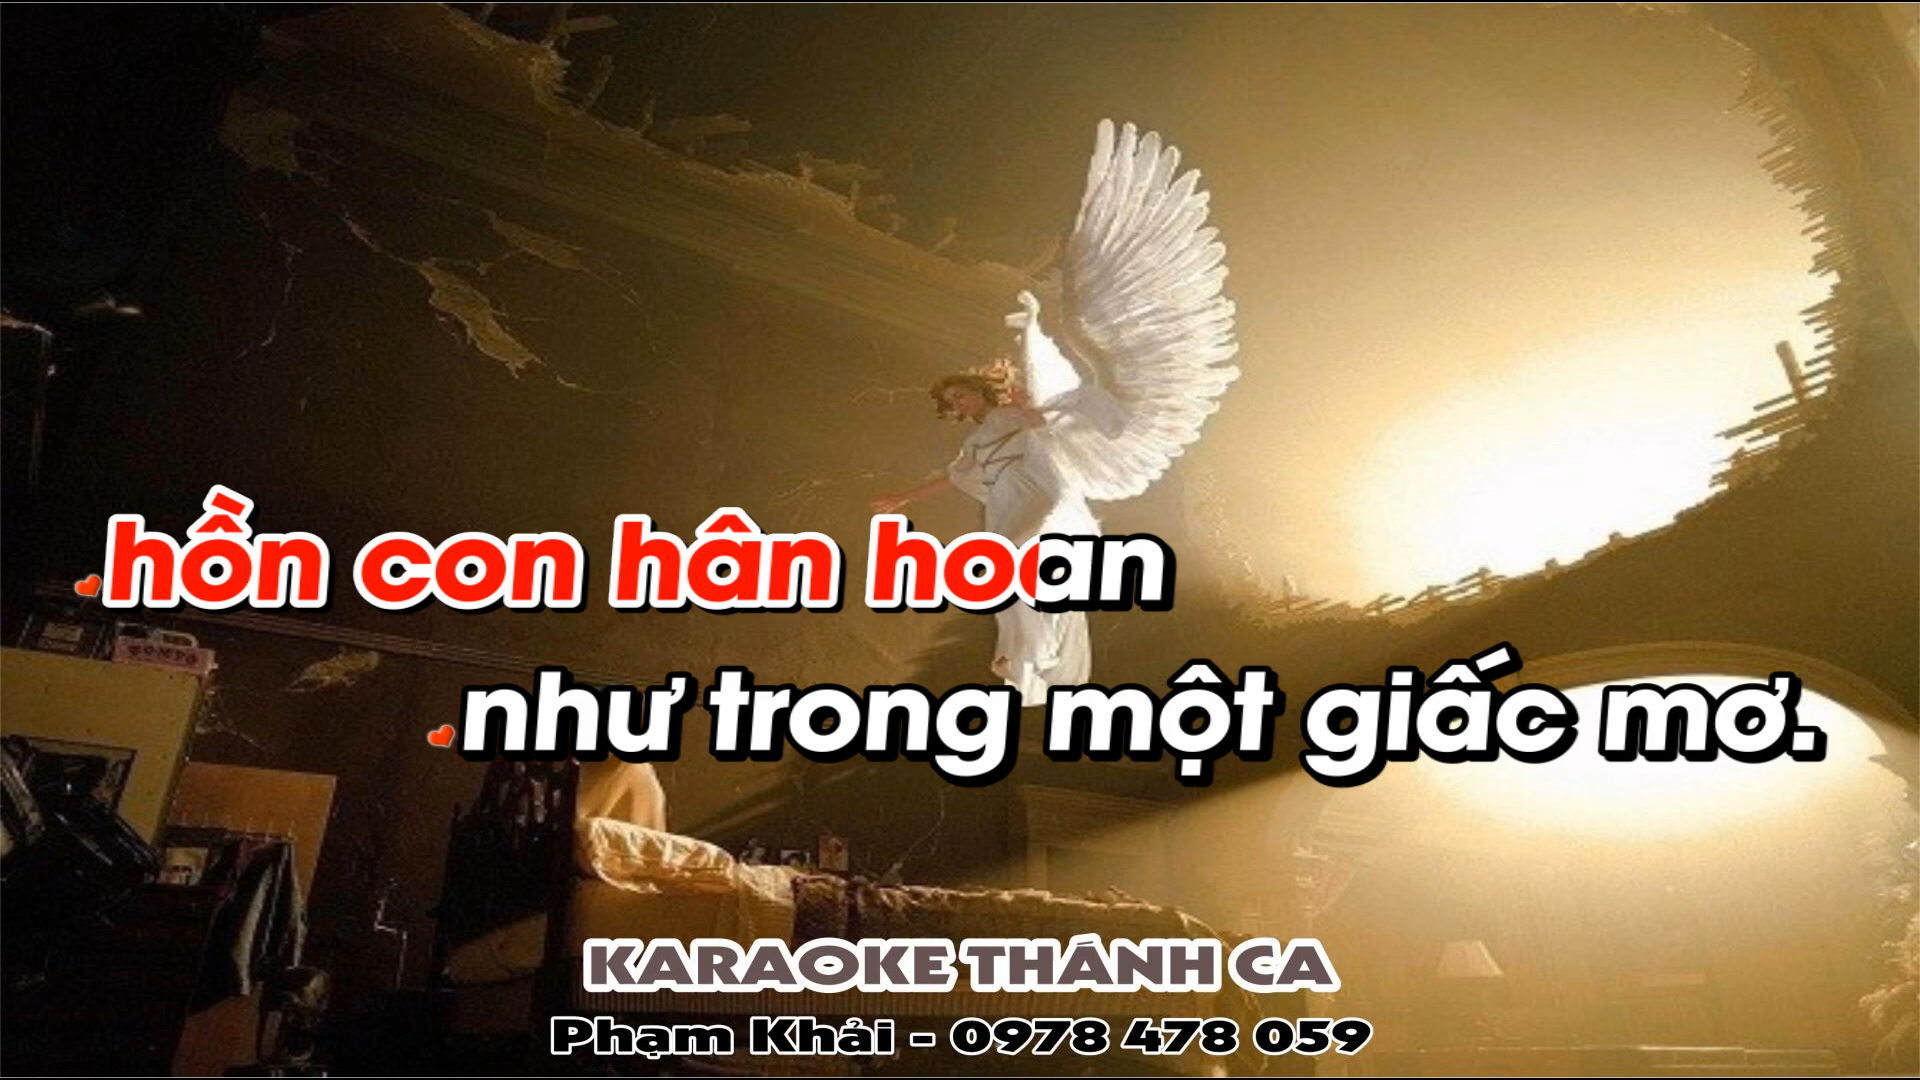 hồn con hân hoan
như trong một giấc mơ.
KARAOKE THÁNH CA
Phạm Khải - 0978 478 059